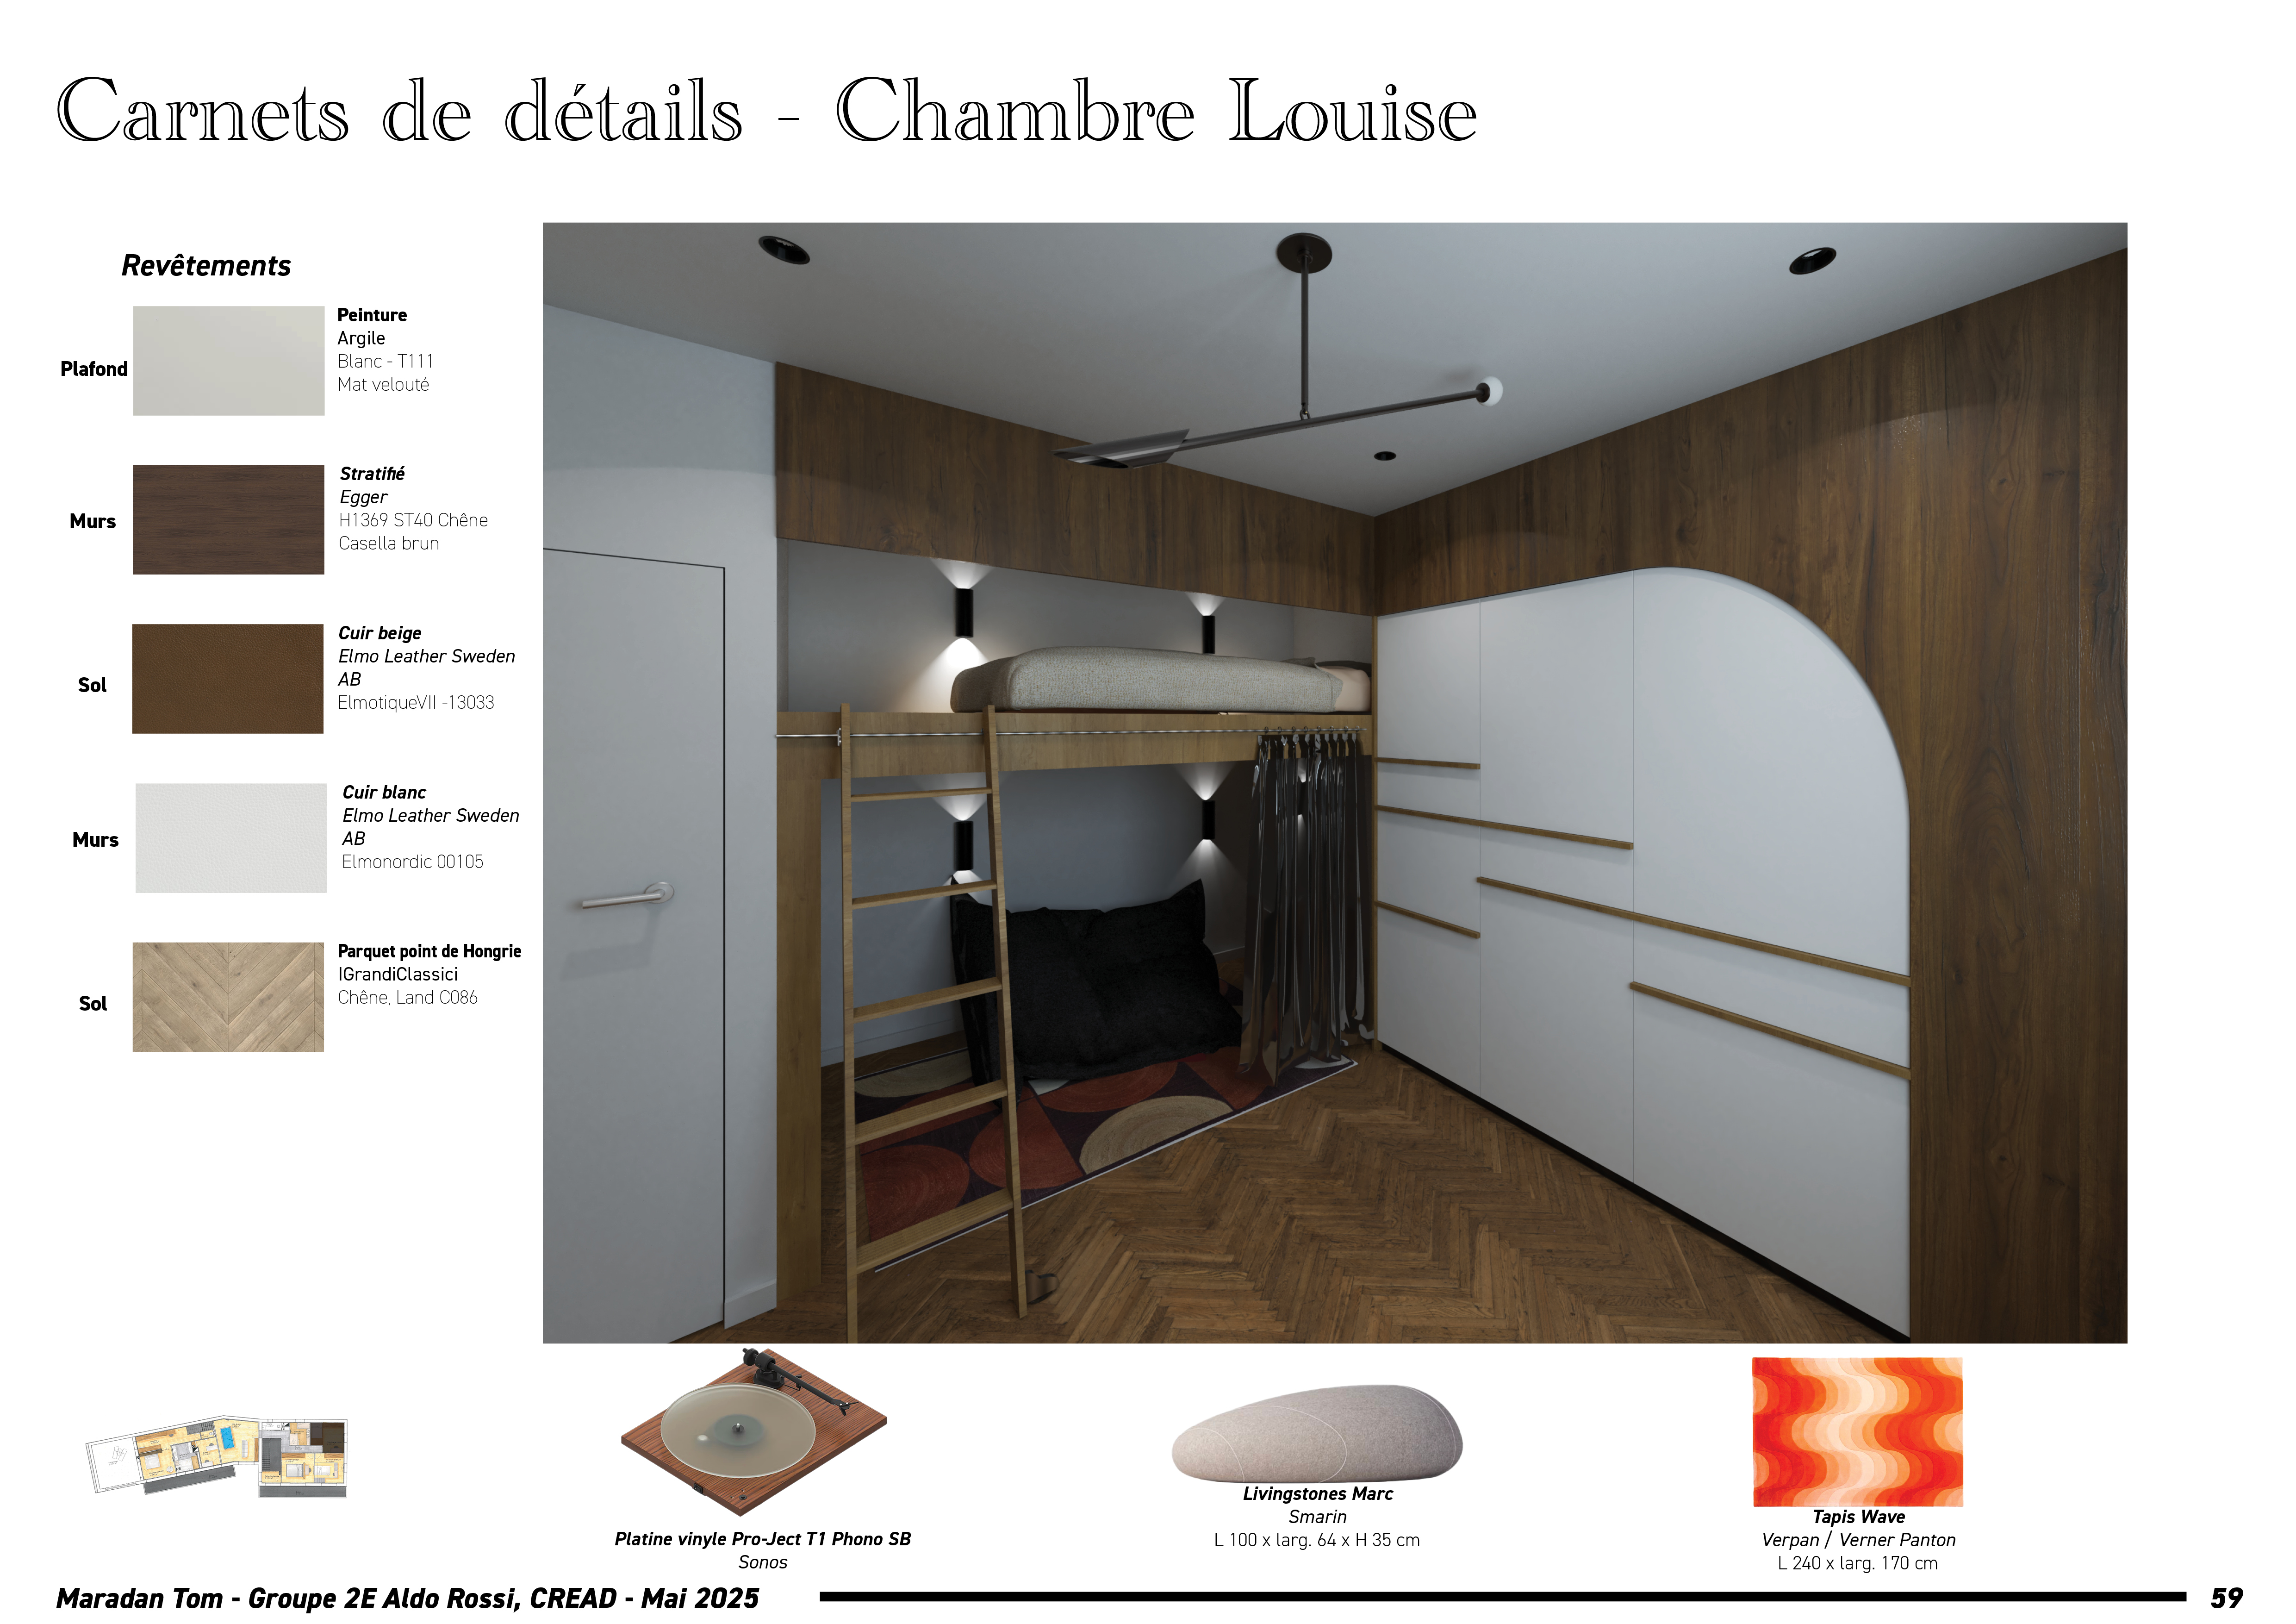 Carnets de détails - Chambre Louise
Revêtements
Plafond
Peinture
Argile
Blanc - T111
Mat velouté
Murs
Stratifié
Egger
H1369 ST40 Chêne
Casella brun
Sol
Cuir beige
Elmo Leather Sweden
AB
ElmotiqueVII -13033
Murs
Cuir blanc
Elmo Leather Sweden
AB
Elmonordic 00105
Sol
Parquet point de Hongrie
IGrandiClassici
Chêne, Land C086
Platine vinyle Pro-Ject T1 Phono SB
Sonos
Livingstones Marc
Smarin
L 100 x larg. 64 x H 35 cm
Tapis Wave
Verpan / Verner Panton
L 240 x larg. 170 cm
Maradan Tom - Groupe 2E Aldo Rossi, CREAD - Mai 2025
59